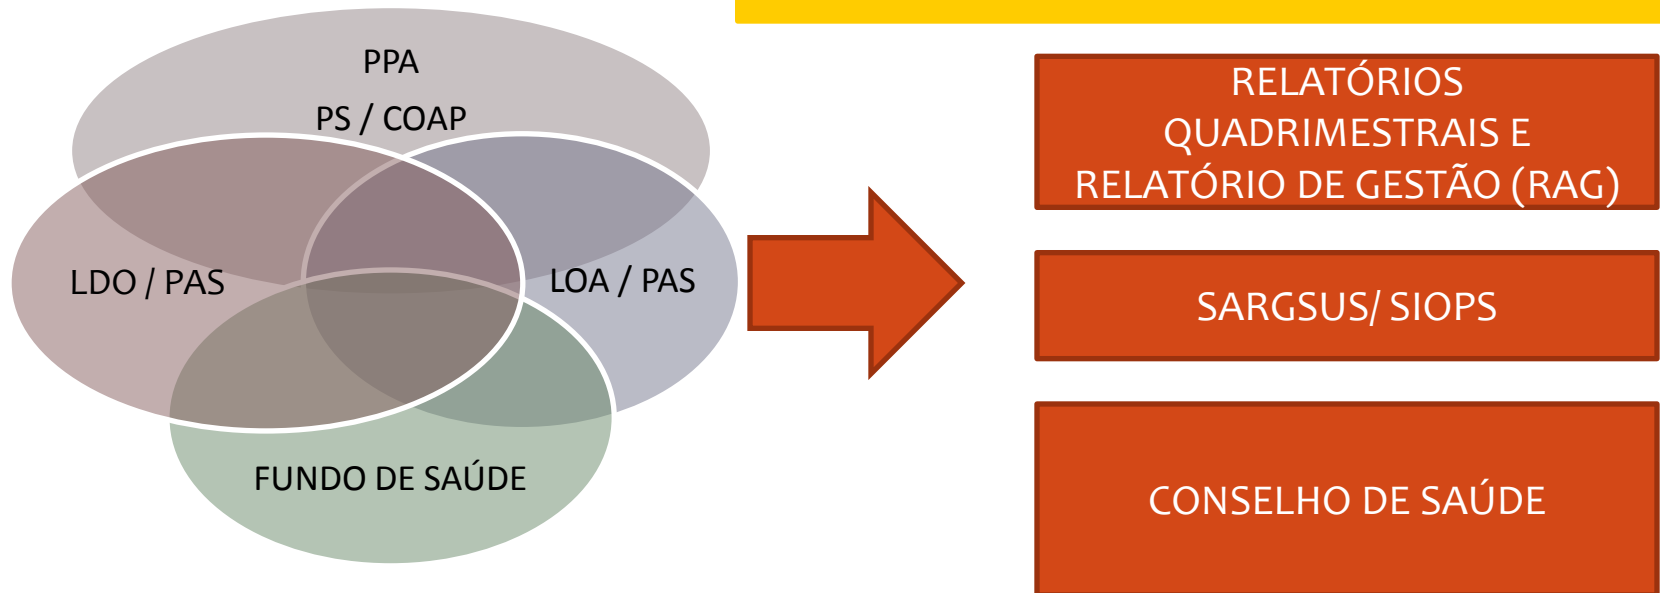 PPA
PS / COAP
LDO / PAS
LOA / PAS
FUNDO DE SAÚDE
RELATÓRIOS
QUADRIMESTRAIS E
RELATÓRIO DE GESTÃO (RAG)
SARGSUS/ SIOPS
CONSELHO DE SAÚDE